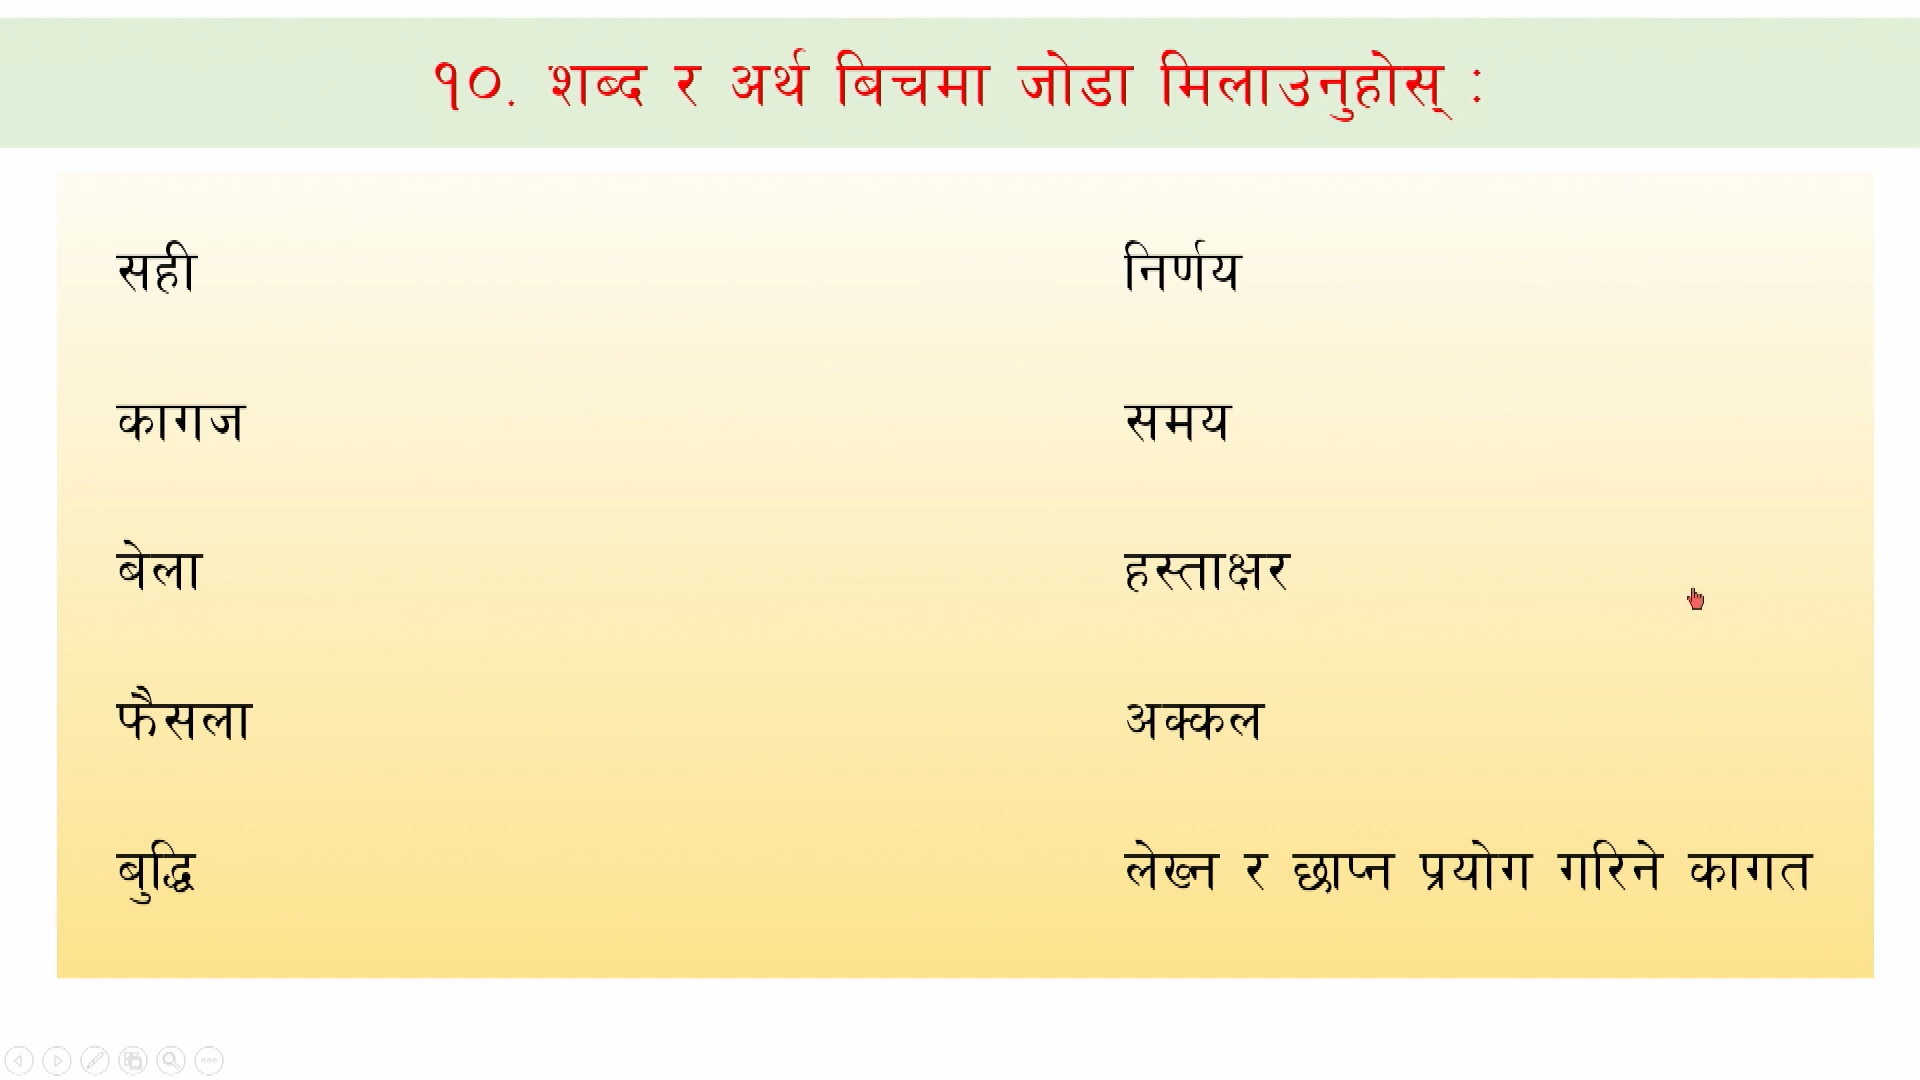 १०. शब्द र अर्थ बिचमा जोडा मिलाउनुहोस् :
सही निर्णय
कागज समय
बेला हस्ताक्षर
फैसला अक्कल
बुद्धि लेख्न र छाप्न प्रयोग गरिने कागत